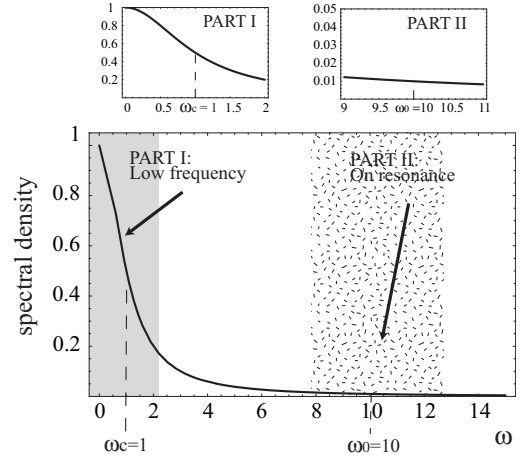 PART I
1
0.8
0.6
0.4
0.2
0 0.5 1.5 2
ωc = 1
PART II
0.05
0.04
0.03
0.02
0.01
9 9.5 10.5 11
ω0 =10
spectral density
1
0.8
0.6
0.4
0.2
PART I:
Low frequency
PART II:
On resonance
0 2 4 6 8 10 12 14 ω
ωc=1
ω0=10